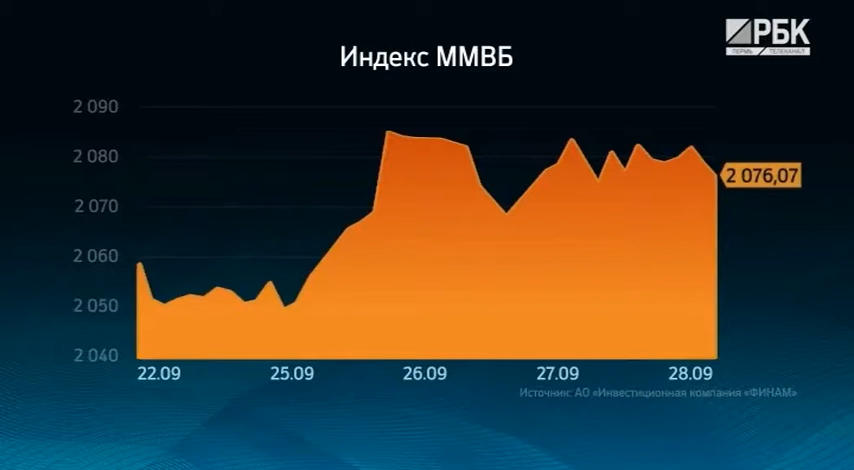 РБК
ПЕРМЬ ТЕЛЕКАНАЛ
Индекс ММВБ
2 090
2 080
2 070
2 060
2 050
2 040
2 076,07
22.09 25.09 26.09 27.09 28.09
Источник: АО «Инвестиционная компания «ФИНАМ»